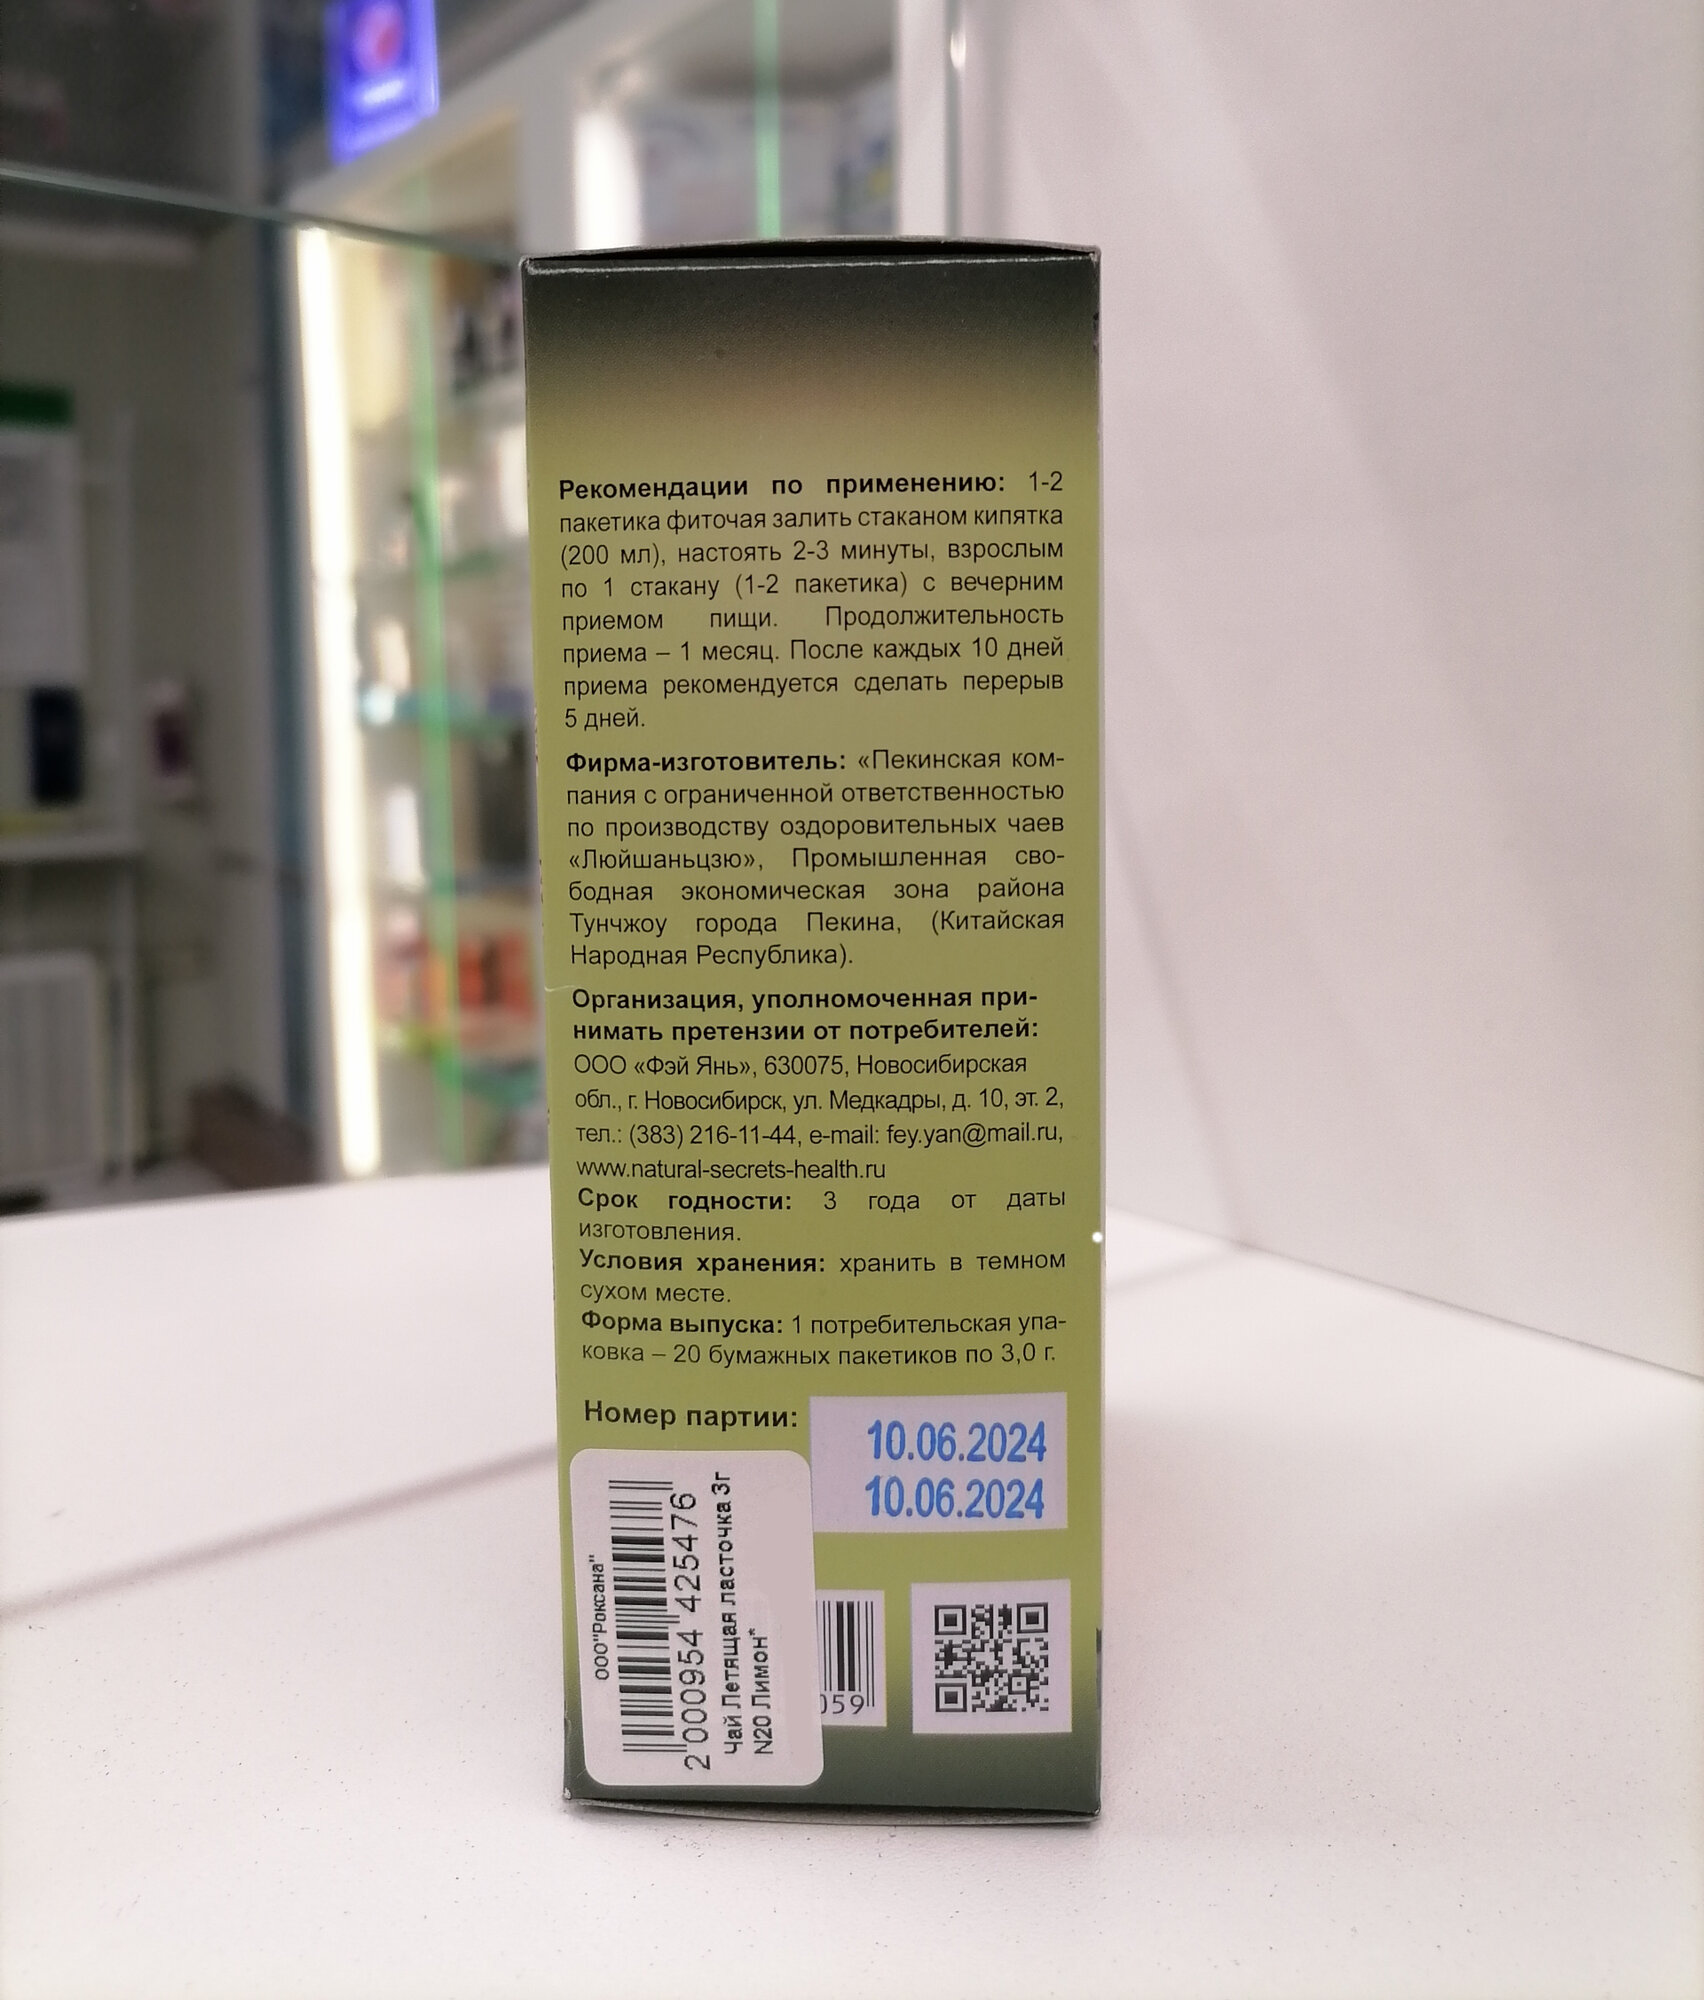 Рекомендации по применению: 1-2
пакетика фиточая залить стаканом кипятка
(200 мл), настоять 2-3 минуты, взрослым
по 1 стакану (1-2 пакетика) с вечерним
приемом пищи. Продолжительность
приема – 1 месяц. После каждых 10 дней
приема рекомендуется сделать перерыв
5 дней.
Фирма-изготовитель: «Пекинская ком-
пания с ограниченной ответственностью
по производству оздоровительных чаев
«Люйшаньцзю», Промышленная сво-
бодная экономическая зона района
Тунчжоу города Пекина, (Китайская
Народная Республика).
Организация, уполномоченная при-
нимать претензии от потребителей:
ООО «Фэй Янь», 630075, Новосибирская
обл., г. Новосибирск, ул. Медкадры, д. 10, эт. 2,
тел.: (383) 216-11-44, e-mail: fey.yan@mail.ru,
www.natural-secrets-health.ru
Срок годности: 3 года от даты
изготовления.
Условия хранения: хранить в темном
сухом месте.
Форма выпуска: 1 потребительская упа-
ковка – 20 бумажных пакетиков по 3,0 г.
Номер партии:
10.06.2024
10.06.2024
ООО"Роксана"
2 000954 425476
Чай Летящая ласточка 3г
N20 Лимон*
059